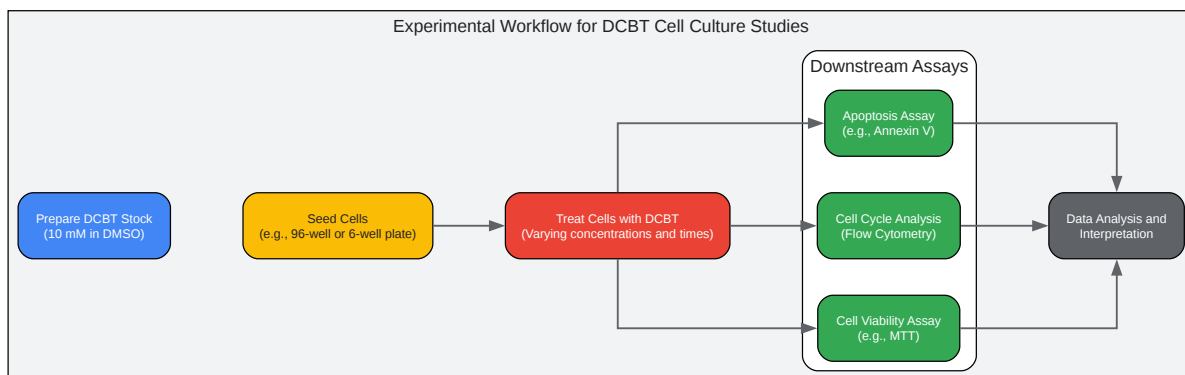 Experimental Workflow for DCBT Cell Culture Studies
Downstream Assays
Apoptosis Assay
(e.g., Annexin V)
Prepare DCBT Stock
(10 mM in DMSO)
Seed Cells
(e.g., 96-well or 6-well plate)
Treat Cells with DCBT
(Varying concentrations and times)
Cell Cycle Analysis
(Flow Cytometry)
Data Analysis and
Interpretation
Cell Viability Assay
(e.g., MTT)